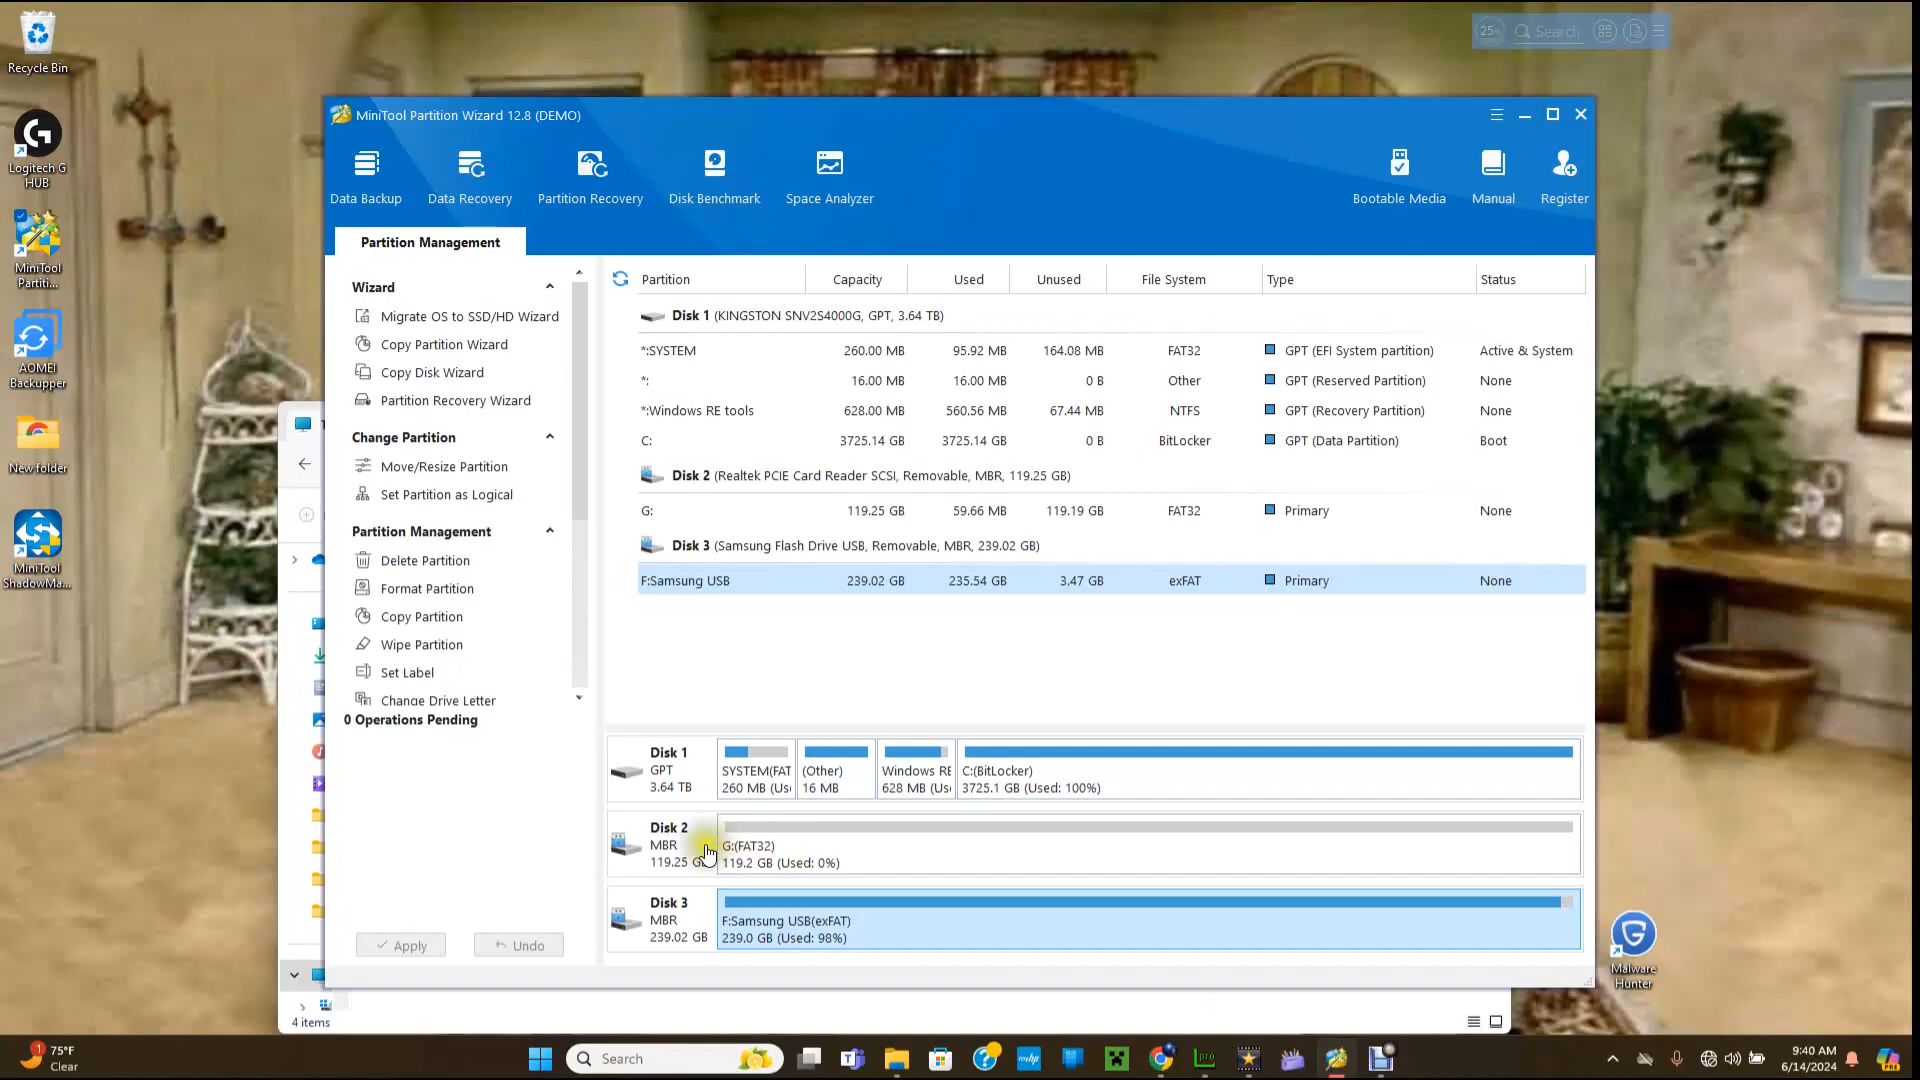 Recycle Bin
Logitech G
HUB
MiniTool
Partiti...
AOMEI
Backupper
New folder
MiniTool
ShadowMa...
25%
Search
MiniTool Partition Wizard 12.8 (DEMO)
Data Backup
Data Recovery
Partition Recovery
Disk Benchmark
Space Analyzer
Bootable Media
Manual
Register
Partition Management
Wizard
Migrate OS to SSD/HD Wizard
Copy Partition Wizard
Copy Disk Wizard
Partition Recovery Wizard
Change Partition
Move/Resize Partition
Set Partition as Logical
Partition Management
Delete Partition
Format Partition
Copy Partition
Wipe Partition
Set Label
Change Drive Letter
0 Operations Pending
Apply
Undo
Partition Capacity Used Unused File System Type Status
Disk 1 (KINGSTON SNV2S4000G, GPT, 3.64 TB)
*:SYSTEM 260.00 MB 95.92 MB 164.08 MB FAT32 GPT (EFI System partition) Active & System
*: 16.00 MB 16.00 MB 0 B Other GPT (Reserved Partition) None
*:Windows RE tools 628.00 MB 560.56 MB 67.44 MB NTFS GPT (Recovery Partition) None
C: 3725.14 GB 3725.14 GB 0 B BitLocker GPT (Data Partition) Boot
Disk 2 (Realtek PCIE Card Reader SCSI, Removable, MBR, 119.25 GB)
G: 119.25 GB 59.66 MB 119.19 GB FAT32 Primary None
Disk 3 (Samsung Flash Drive USB, Removable, MBR, 239.02 GB)
F:Samsung USB 239.02 GB 235.54 GB 3.47 GB exFAT Primary None
Disk 1
GPT
3.64 TB
SYSTEM(FAT
260 MB (Us
(Other)
16 MB
Windows RE
628 MB (Us
C:(BitLocker)
3725.1 GB (Used: 100%)
Disk 2
MBR
119.25 GB
G:(FAT32)
119.2 GB (Used: 0%)
Disk 3
MBR
239.02 GB
F:Samsung USB(exFAT)
239.0 GB (Used: 98%)
Malware
Hunter
4 items
1
75°F
Clear
Search
9:40 AM
6/14/2024